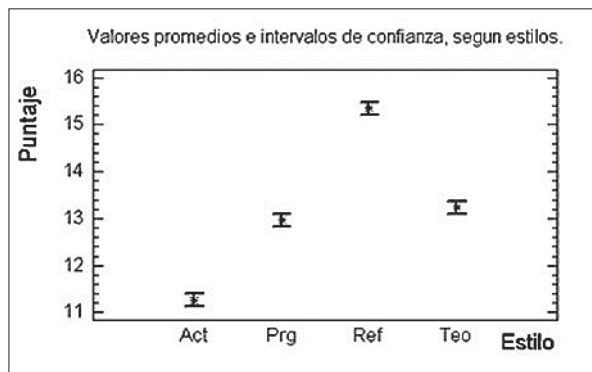 Valores promedios e intervalos de confianza, segun estilos.
Puntaje
16
15
14
13
12
11
Act Prg Ref Teo
Estilo